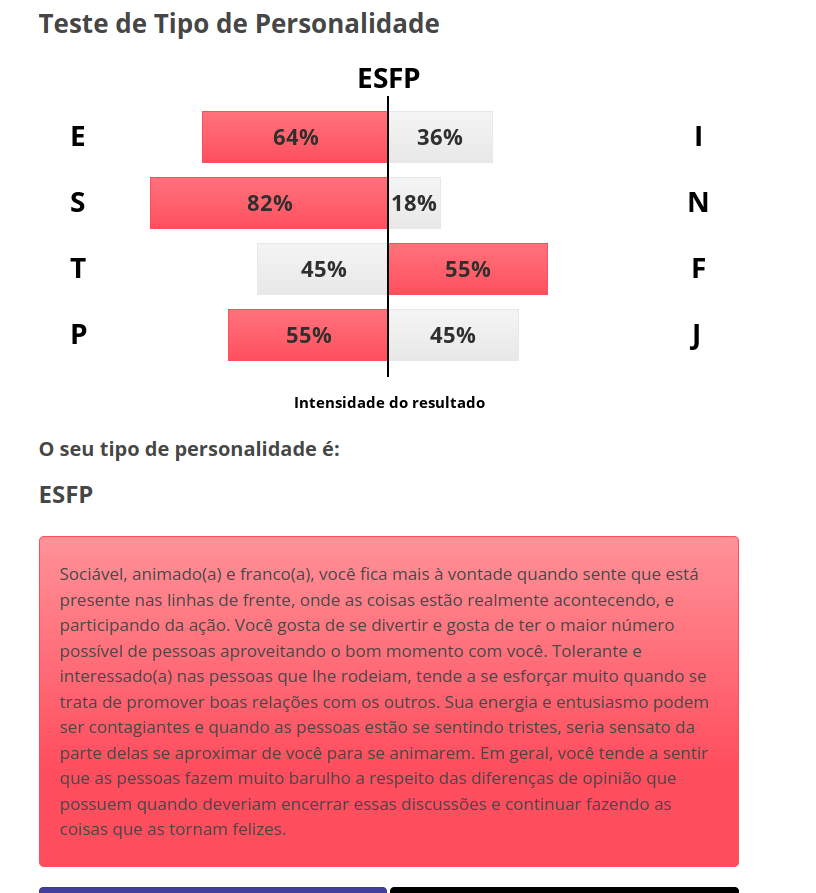 Teste de Tipo de Personalidade
ESFP
E 64% 36% I
S 82% 18% N
T 45% 55% F
P 55% 45% J
Intensidade do resultado
O seu tipo de personalidade é:
ESFP
Sociável, animado(a) e franco(a), você fica mais à vontade quando sente que está
presente nas linhas de frente, onde as coisas estão realmente acontecendo, e
participando da ação. Você gosta de se divertir e gosta de ter o maior número
possível de pessoas aproveitando o bom momento com você. Tolerante e
interessado(a) nas pessoas que lhe rodeiam, tende a se esforçar muito quando se
trata de promover boas relações com os outros. Sua energia e entusiasmo podem
ser contagiantes e quando as pessoas estão se sentindo tristes, seria sensato da
parte delas se aproximar de você para se animarem. Em geral, você tende a sentir
que as pessoas fazem muito barulho a respeito das diferenças de opinião que
possuem quando deveriam encerrar essas discussões e continuar fazendo as
coisas que as tornam felizes.